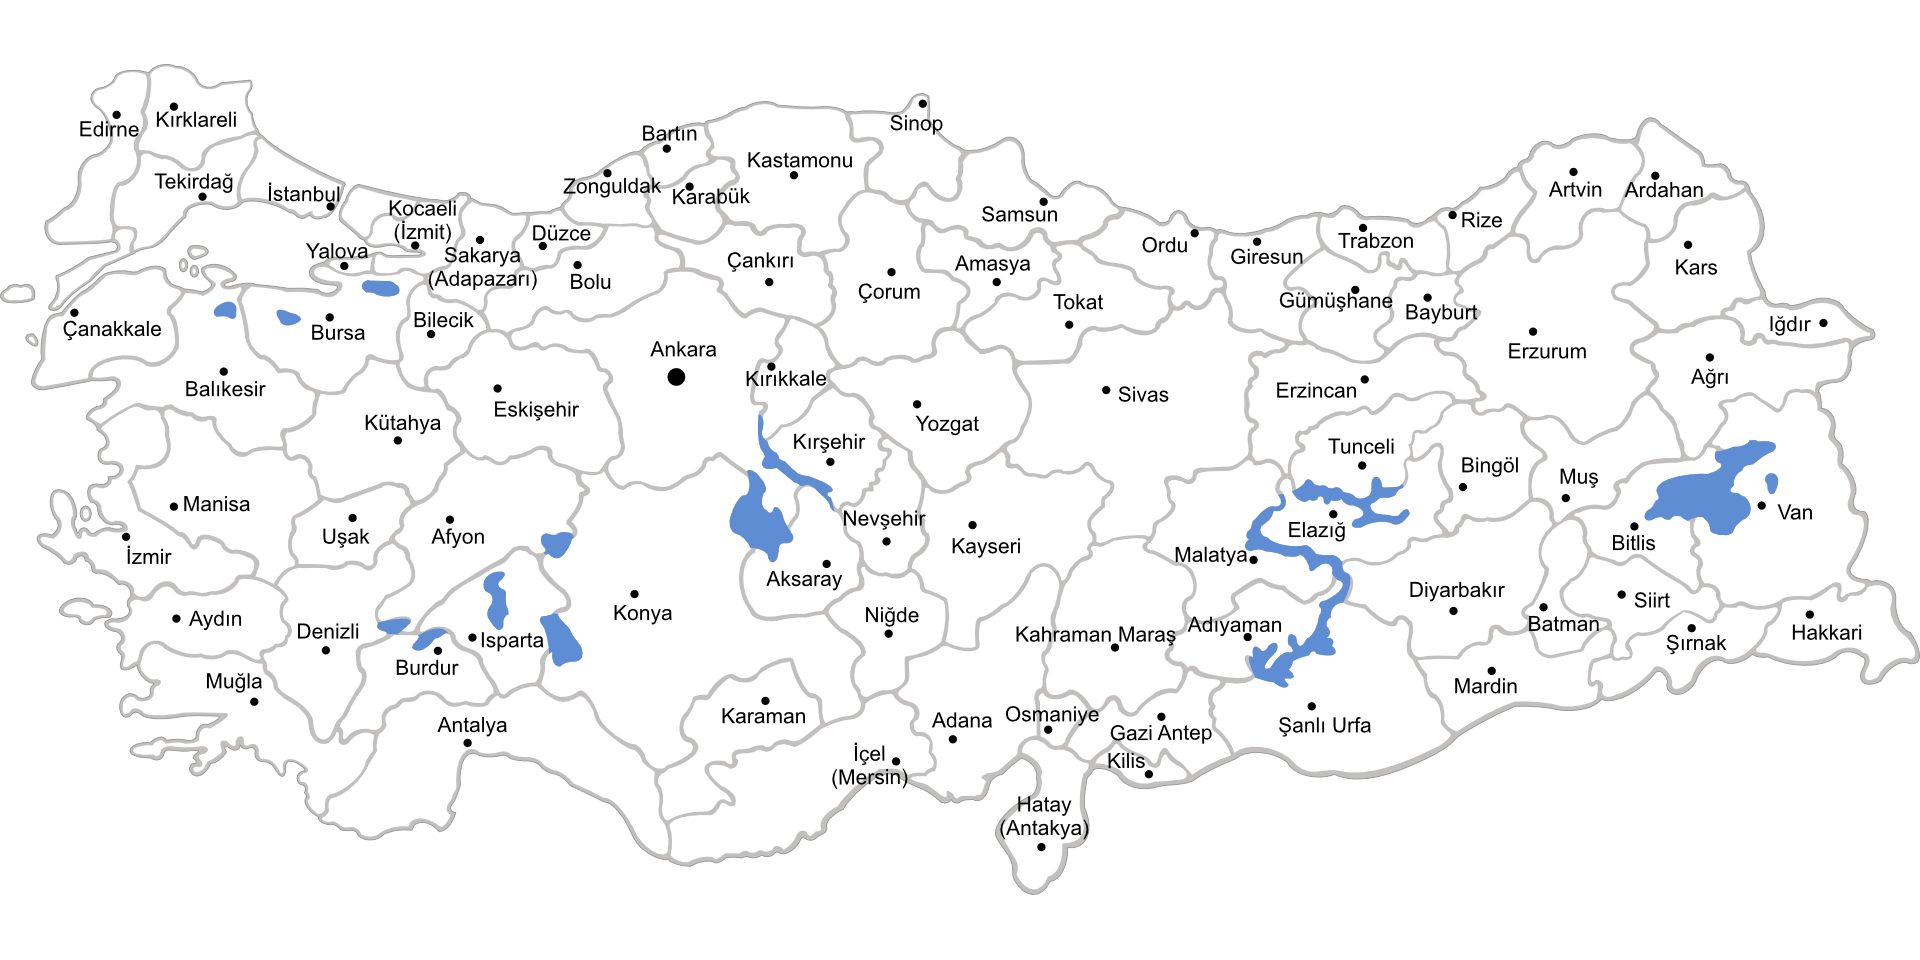 Edirne
Kırklareli
Tekirdağ
İstanbul
Kocaeli
(İzmit)
Yalova
Sakarya
(Adapazarı)
Düzce
Bolu
Zonguldak
Bartın
Karabük
Kastamonu
Sinop
Çankırı
Samsun
Amasya
Çorum
Tokat
Ordu
Giresun
Trabzon
Rize
Artvin
Ardahan
Kars
Gümüşhane
Bayburt
Iğdır
Ağrı
Erzurum
Çanakkale
Balıkesir
Bursa
Bilecik
Eskişehir
Kütahya
Ankara
Kırıkkale
Kırşehir
Yozgat
Sivas
Erzincan
Tunceli
Bingöl
Muş
Van
Bitlis
Manisa
İzmir
Uşak
Afyon
Aksaray
Nevşehir
Kayseri
Malatya
Elazığ
Diyarbakır
Batman
Siirt
Şırnak
Hakkari
Aydın
Denizli
Isparta
Burdur
Konya
Niğde
Kahraman Maraş
Adıyaman
Mardin
Muğla
Antalya
Karaman
İçel
(Mersin)
Adana
Osmaniye
Gazi Antep
Kilis
Şanlı Urfa
Hatay
(Antakya)